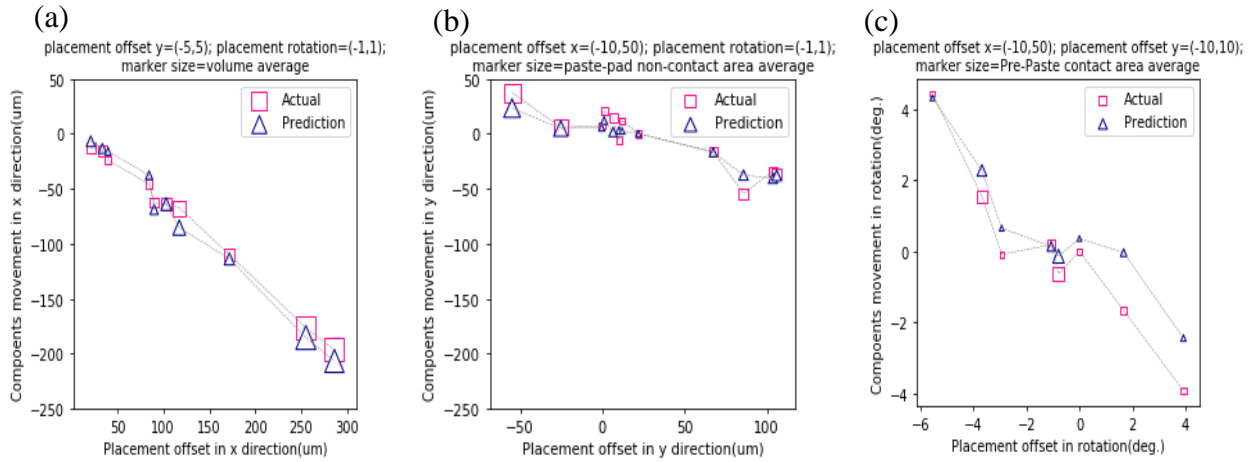 (a)
placement offset y=(-5,5); placement rotation=(-1,1);
marker size=volume average
Actual
Prediction
Compoents movement in x direction(um)
50
0
−50
−100
−150
−200
−250
50
100
150
200
250
300
Placement offset in x direction(um)
(b)
placement offset x=(-10,50); placement rotation=(-1,1);
marker size=paste-pad non-contact area average
Actual
Prediction
Compoents movement in y direction(um)
50
0
−50
−100
−150
−200
−250
−50
0
50
100
Placement offset in y direction(um)
(c)
placement offset x=(-10,50); placement offset y=(-10,10);
marker size=Pre-Paste contact area average
Actual
Prediction
Compoents movement in rotation(deg.)
4
2
0
−2
−4
−6
−4
−2
0
2
4
Placement offset in rotation(deg.)